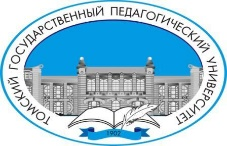 ТОМСКИЙ ГОСУДАРСТВЕННЫЙ ПЕДАГОГИЧЕСКИЙ УНИВЕРСИТЕТ
1902